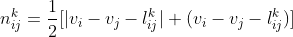 n_{ij}^{k} = \frac{1}{2}[|v_i - v_j - l_{ij}^{k}| + (v_i - v_j - l_{ij}^{k})]